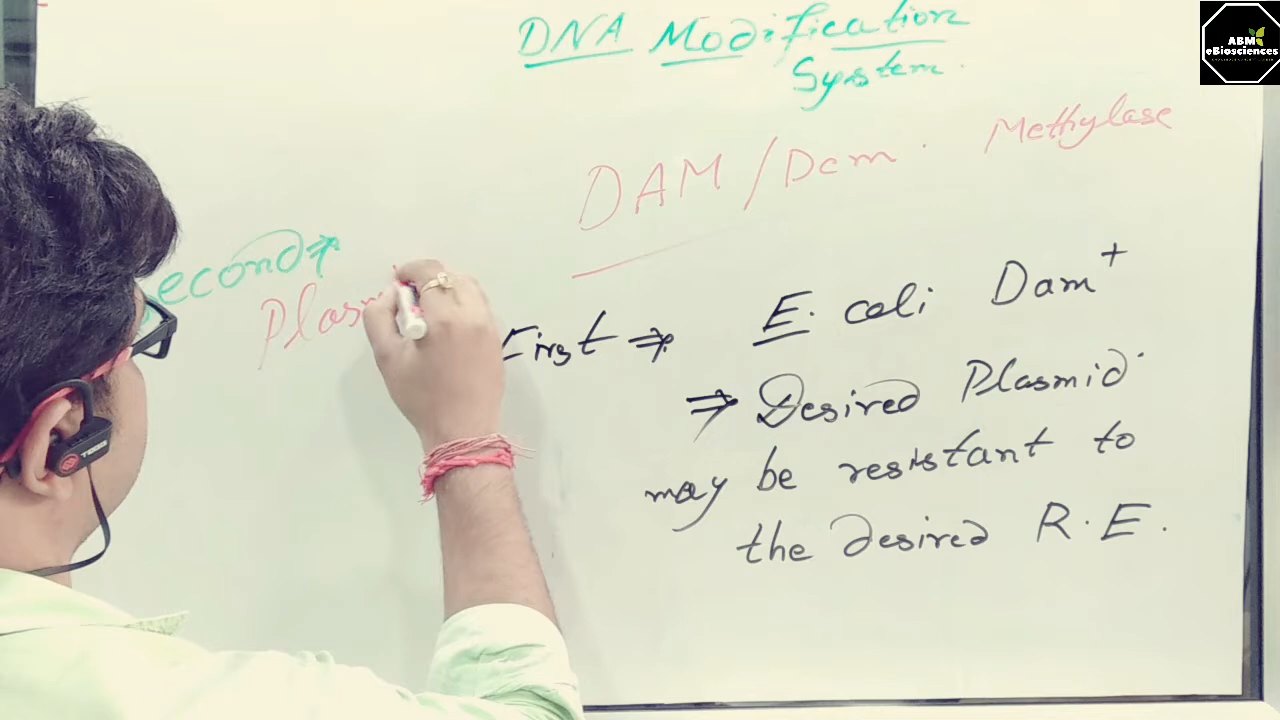 DNA Modification
System.
DAM/Dcm. Methylase
econd ⇒
Plasm
First ⇒ E. coli Dam+
⇒ Desired Plasmid
may be resistant to
the desired R.E.
ABM
eBiosciences